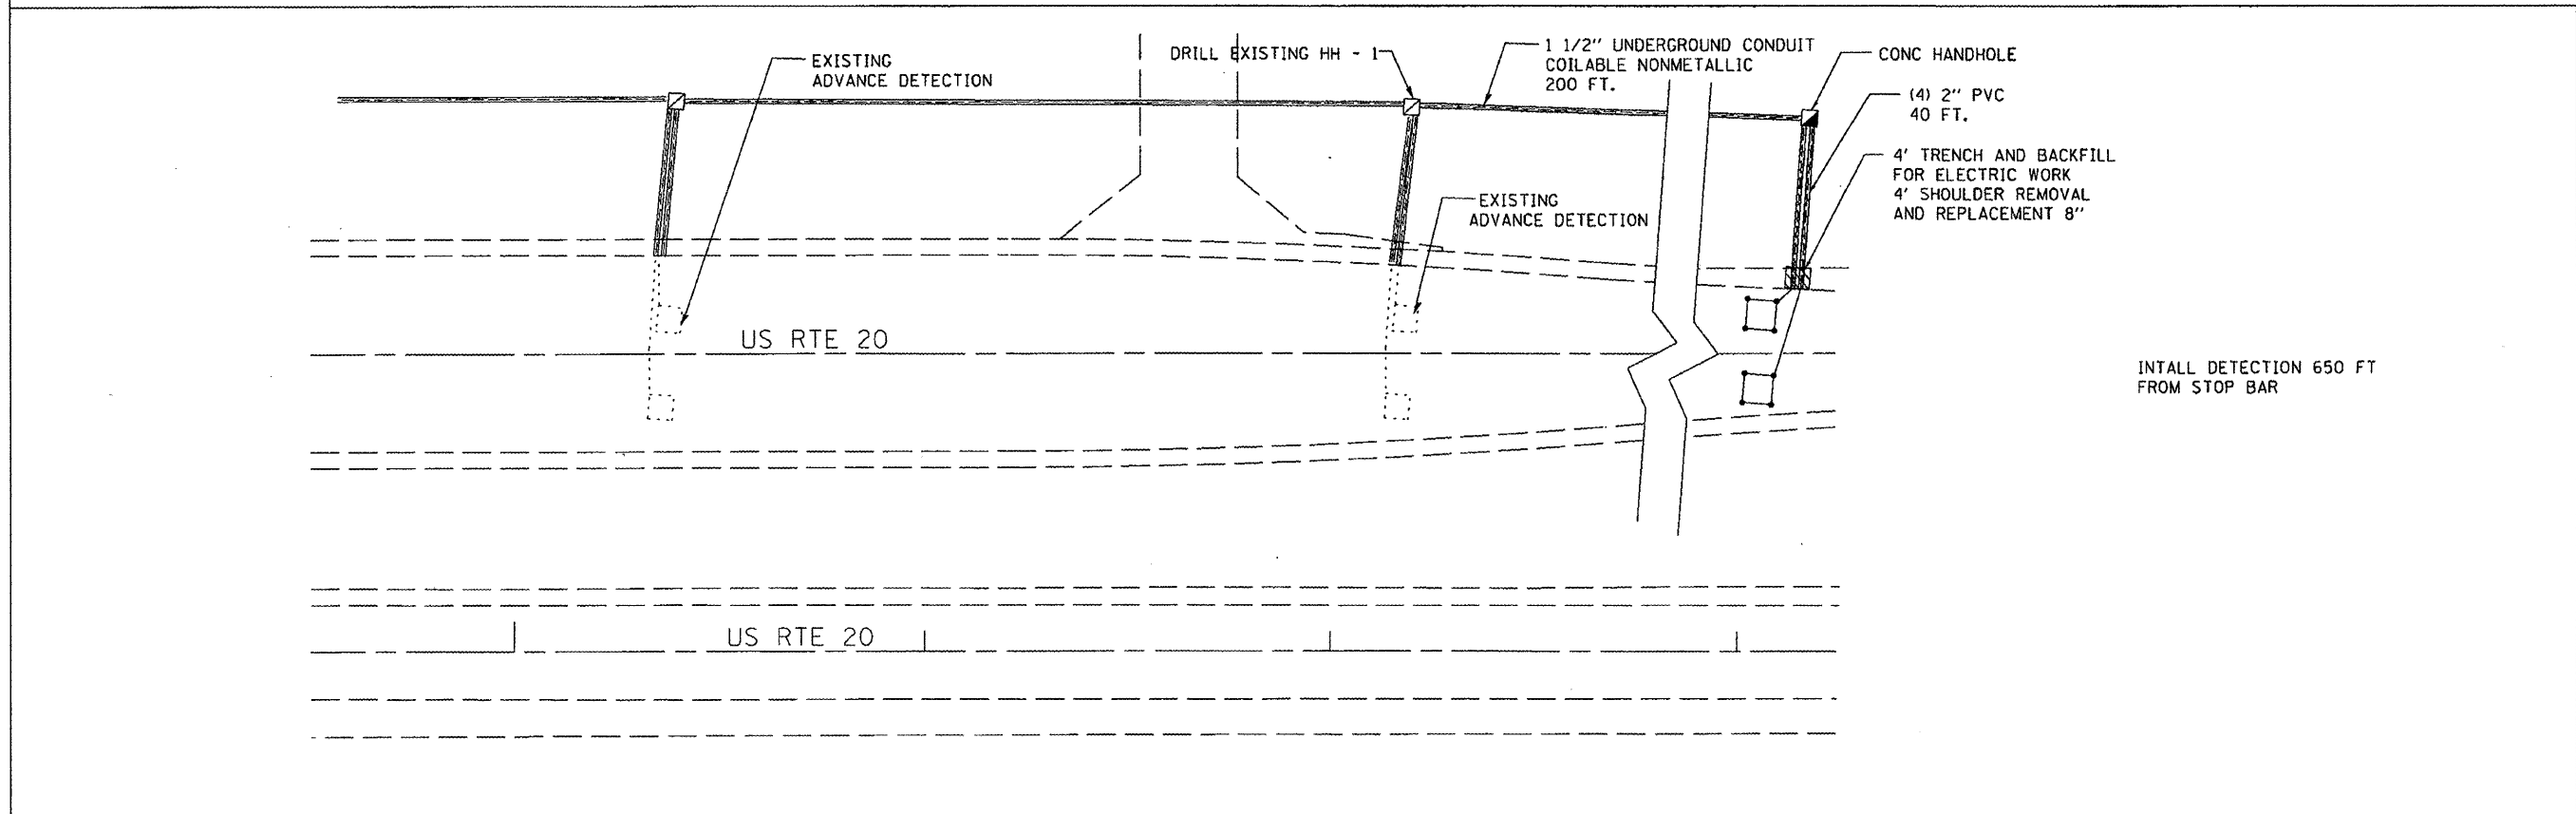 EXISTING
ADVANCE DETECTION
DRILL EXISTING HH - 1
1 1/2" UNDERGROUND CONDUIT
COILABLE NONMETALLIC
200 FT.
CONC HANDHOLE
(4) 2" PVC
40 FT.
4' TRENCH AND BACKFILL
FOR ELECTRIC WORK
4' SHOULDER REMOVAL
AND REPLACEMENT 8"
EXISTING
ADVANCE DETECTION
US RTE 20
INTALL DETECTION 650 FT
FROM STOP BAR
US RTE 20